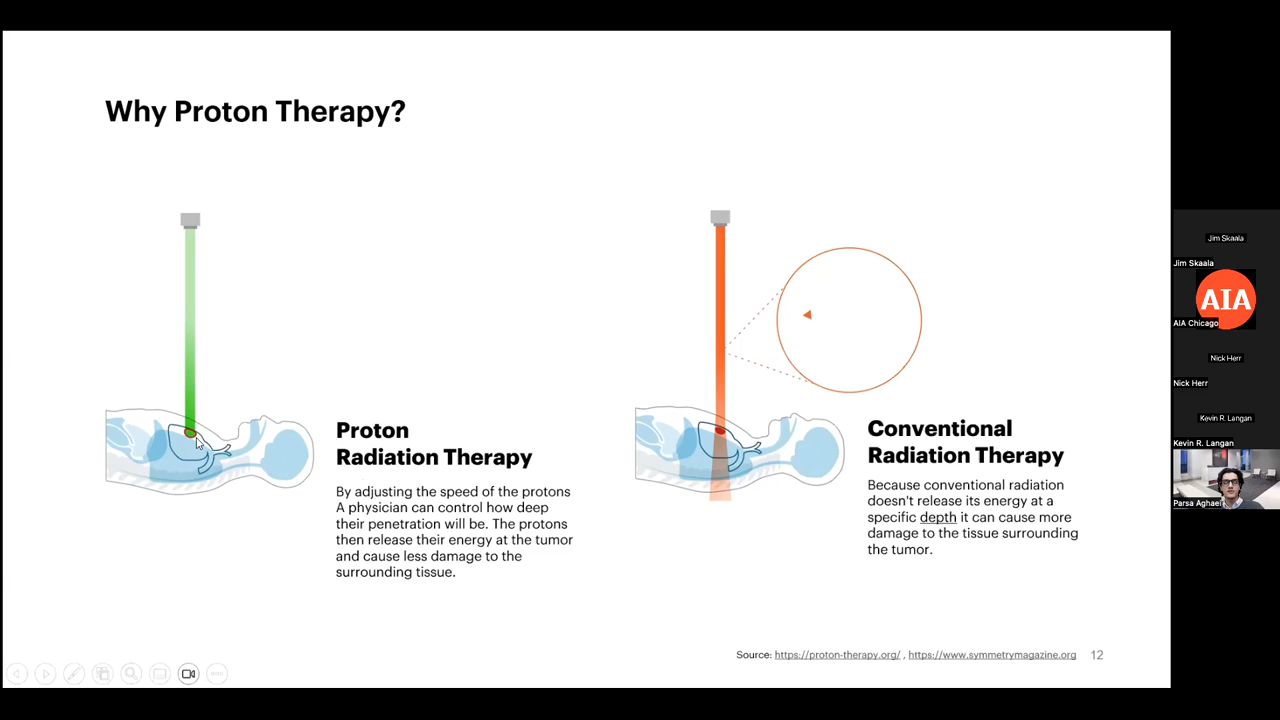 Why Proton Therapy?
Proton
Radiation Therapy
By adjusting the speed of the protons
A physician can control how deep
their penetration will be. The protons
then release their energy at the tumor
and cause less damage to the
surrounding tissue.
Conventional
Radiation Therapy
Because conventional radiation
doesn't release its energy at a
specific depth it can cause more
damage to the tissue surrounding
the tumor.
Source: https://proton-therapy.org/ , https://www.symmetrymagazine.org 12
Jim Skaala
Jim Skaala
AIA
AIA Chicago
Nick Herr
Nick Herr
Kevin R. Langan
Kevin R. Langan
Parsa Aghaei